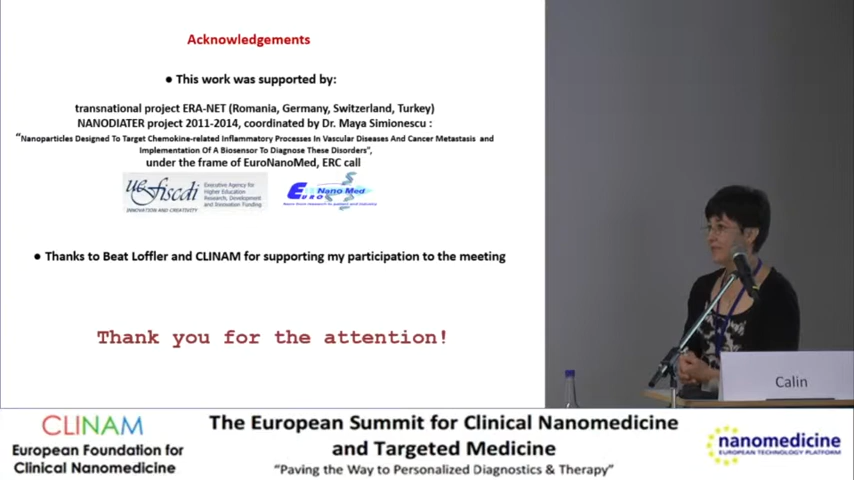 Acknowledgements
● This work was supported by:
transnational project ERA-NET (Romania, Germany, Switzerland, Turkey)
NANODIATER project 2011-2014, coordinated by Dr. Maya Simionescu :
“Nanoparticles Designed To Target Chemokine-related Inflammatory Processes In Vascular Diseases And Cancer Metastasis and
Implementation Of A Biosensor To Diagnose These Disorders”,
under the frame of EuroNanoMed, ERC call
uefiscdi
Executive Agency for
Higher Education
Research, Development
and Innovation Funding
INNOVATION AND CREATIVITY
EURO Nano Med
● Thanks to Beat Loffler and CLINAM for supporting my participation to the meeting
Thank you for the attention!
Calin
CLINAM
European Foundation for
Clinical Nanomedicine
The European Summit for Clinical Nanomedicine
and Targeted Medicine
“Paving the Way to Personalized Diagnostics & Therapy”
nanomedicine
EUROPEAN TECHNOLOGY PLATFORM